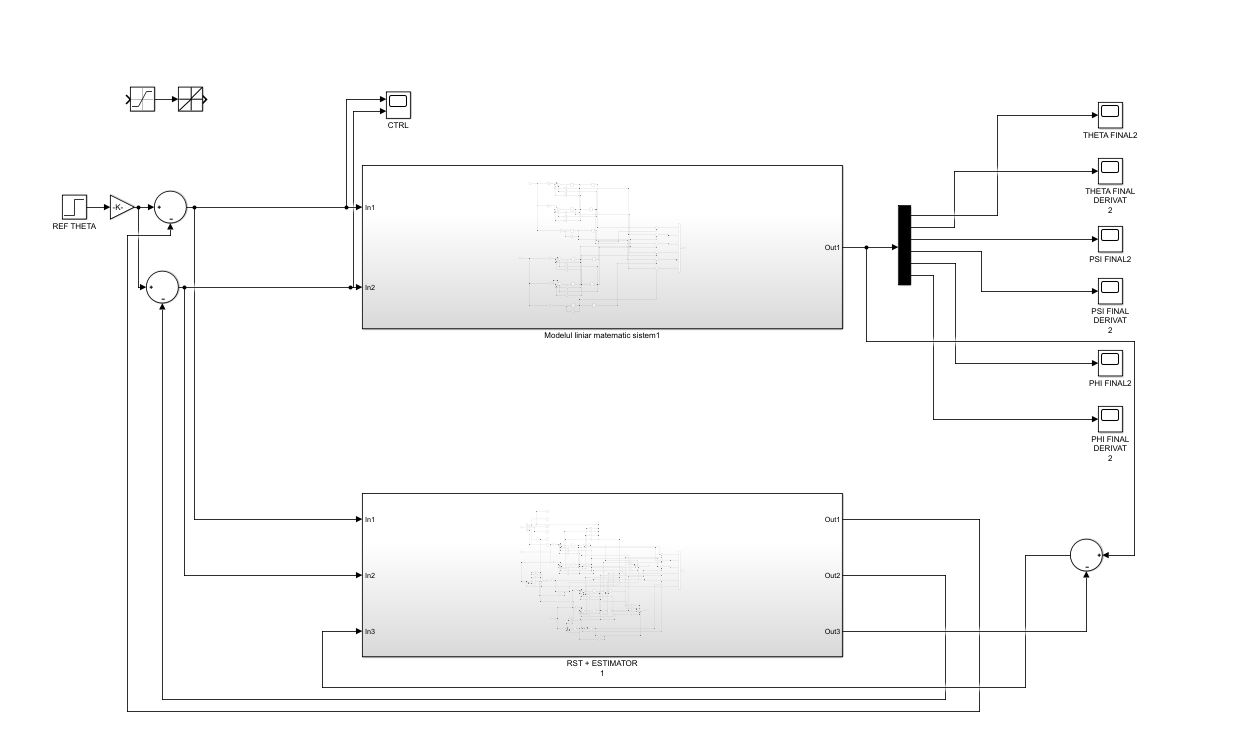 CTRL
THETA FINAL2
THETA FINAL
DERIVAT
2
REF THETA
-K-
+
-
In1
PSI FINAL2
Out1
+
-
In2
PSI FINAL
DERIVAT
2
Modelul liniar matematic sistem1
PHI FINAL2
PHI FINAL
DERIVAT
2
In1
Out1
+
-
In2
Out2
In3
Out3
RST + ESTIMATOR
1